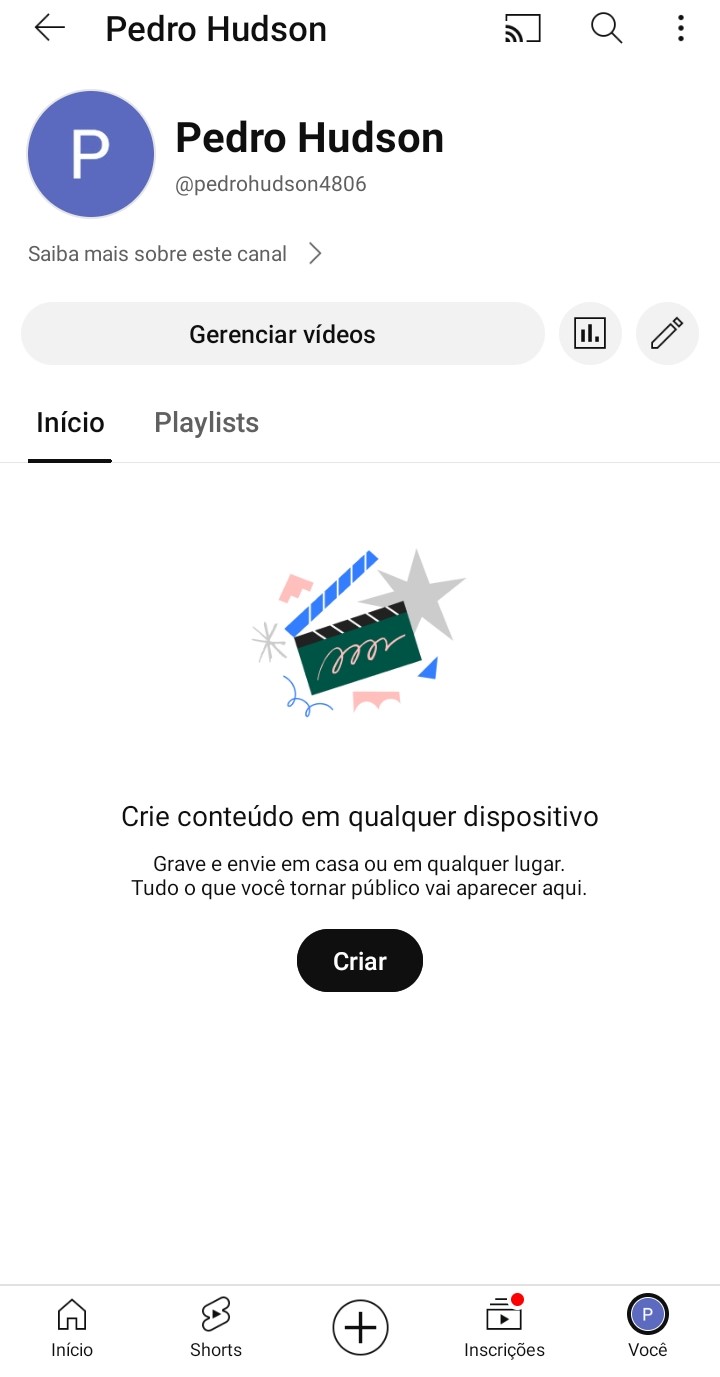 Pedro Hudson
P
Pedro Hudson
@pedrohudson4806
Saiba mais sobre este canal
Gerenciar vídeos
Início
Playlists
Crie conteúdo em qualquer dispositivo
Grave e envie em casa ou em qualquer lugar.
Tudo o que você tornar público vai aparecer aqui.
Criar
P
Início
Shorts
Inscrições
Você